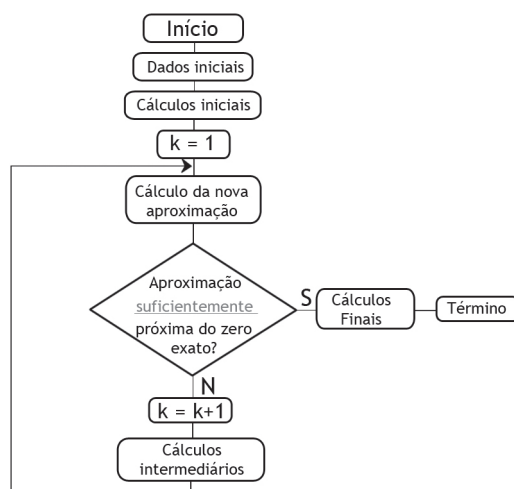 Início
Dados iniciais
Cálculos iniciais
k = 1
Cálculo da nova
aproximação
Aproximação
suficientemente
próxima do zero
exato?
S
Cálculos
Finais
Término
N
k = k+1
Cálculos
intermediários